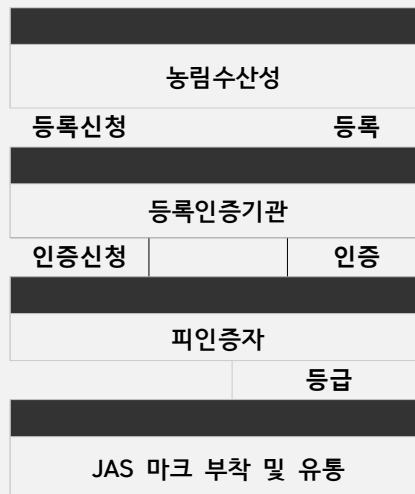 농림수산성
등록신청 등록
등록인증기관
인증신청 인증
피인증자
등급
JAS 마크 부착 및 유통